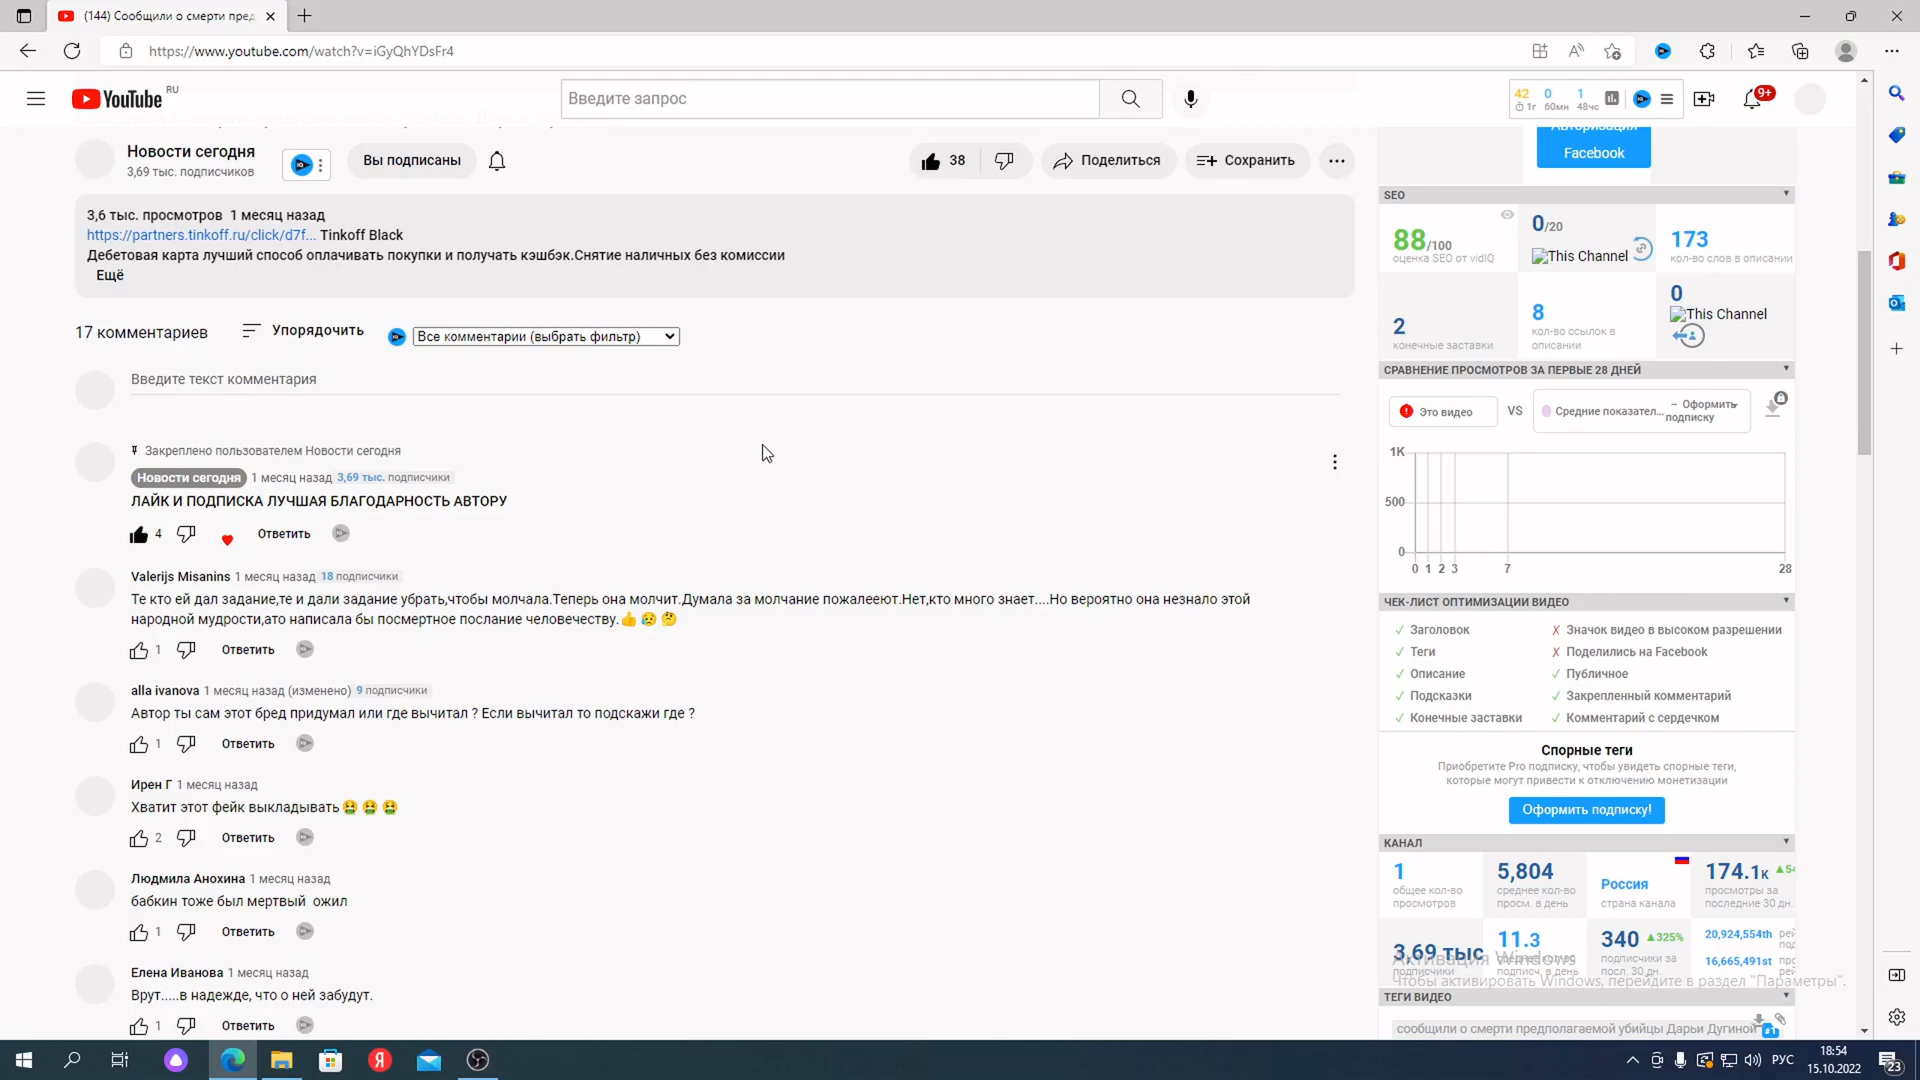 (144) Сообщили о смерти пред
https://www.youtube.com/watch?v=iGyQhYDsFr4
YouTube
RU
Введите запрос
42 0 1
1г 60мн 48чс
9+
Новости сегодня
3,69 тыс. подписчиков
Вы подписаны
38
Поделиться
Сохранить
3,6 тыс. просмотров 1 месяц назад
https://partners.tinkoff.ru/click/d7f... Tinkoff Black
Дебетовая карта лучший способ оплачивать покупки и получать кэшбэк.Снятие наличных без комиссии
Ещё
17 комментариев
Упорядочить
Все комментарии (выбрать фильтр)
Введите текст комментария
Закреплено пользователем Новости сегодня
Новости сегодня 1 месяц назад 3,69 тыс. подписчики
ЛАЙК И ПОДПИСКА ЛУЧШАЯ БЛАГОДАРНОСТЬ АВТОРУ
4
Ответить
Valerijs Misanins 1 месяц назад 18 подписчики
Те кто ей дал задание,те и дали задание убрать,чтобы молчала.Теперь она молчит.Думала за молчание пожалееют.Нет,кто много знает....Но вероятно она незнало этой
народной мудрости,ато написала бы посмертное послание человечеству.👍 😥 🤔
1
Ответить
alla ivanova 1 месяц назад (изменено) 9 подписчики
Автор ты сам этот бред придумал или где вычитал ? Если вычитал то подскажи где ?
1
Ответить
Ирен Г 1 месяц назад
Хватит этот фейк выкладывать🤮 🤮 🤮
2
Ответить
Людмила Анохина 1 месяц назад
бабкин тоже был мертвый ожил
1
Ответить
Елена Иванова 1 месяц назад
Врут.....в надежде, что о ней забудут.
1
Ответить
Авторизация
Facebook
SEO
88/100
оценка SEO от vidIQ
0/20
This Channel
173
кол-во слов в описании
2
конечные заставки
8
кол-во ссылок в
описании
0
This Channel
СРАВНЕНИЕ ПРОСМОТРОВ ЗА ПЕРВЫЕ 28 ДНЕЙ
Это видео
VS
Средние показател...
– Оформить
подписку
1K
500
0
0 1 2 3 7 28
ЧЕК-ЛИСТ ОПТИМИЗАЦИИ ВИДЕО
✓ Заголовок
✗ Значок видео в высоком разрешении
✓ Теги
✗ Поделились на Facebook
✓ Описание
✓ Публичное
✓ Подсказки
✓ Закрепленный комментарий
✓ Конечные заставки
✓ Комментарий с сердечком
Спорные теги
Приобретите Pro подписку, чтобы увидеть спорные теги,
которые могут привести к отключению монетизации
Оформить подписку!
КАНАЛ
1
общее кол-во
просмотров
5,804
среднее кол-во
просм. в день
Россия
страна канала
174.1к ▲54
просмотры за
последние 30 дн.
3,69 тыс
подписчики
11.3
подписч. в день
340 ▲325%
подписчики за
посл. 30 дн.
20,924,554th
16,665,491st
Активация Windows
Чтобы активировать Windows, перейдите в раздел "Параметры".
ТЕГИ ВИДЕО
сообщили о смерти предполагаемой убийцы Дарьи Дугиной
#1
Я
РУС
18:54
15.10.2022
23